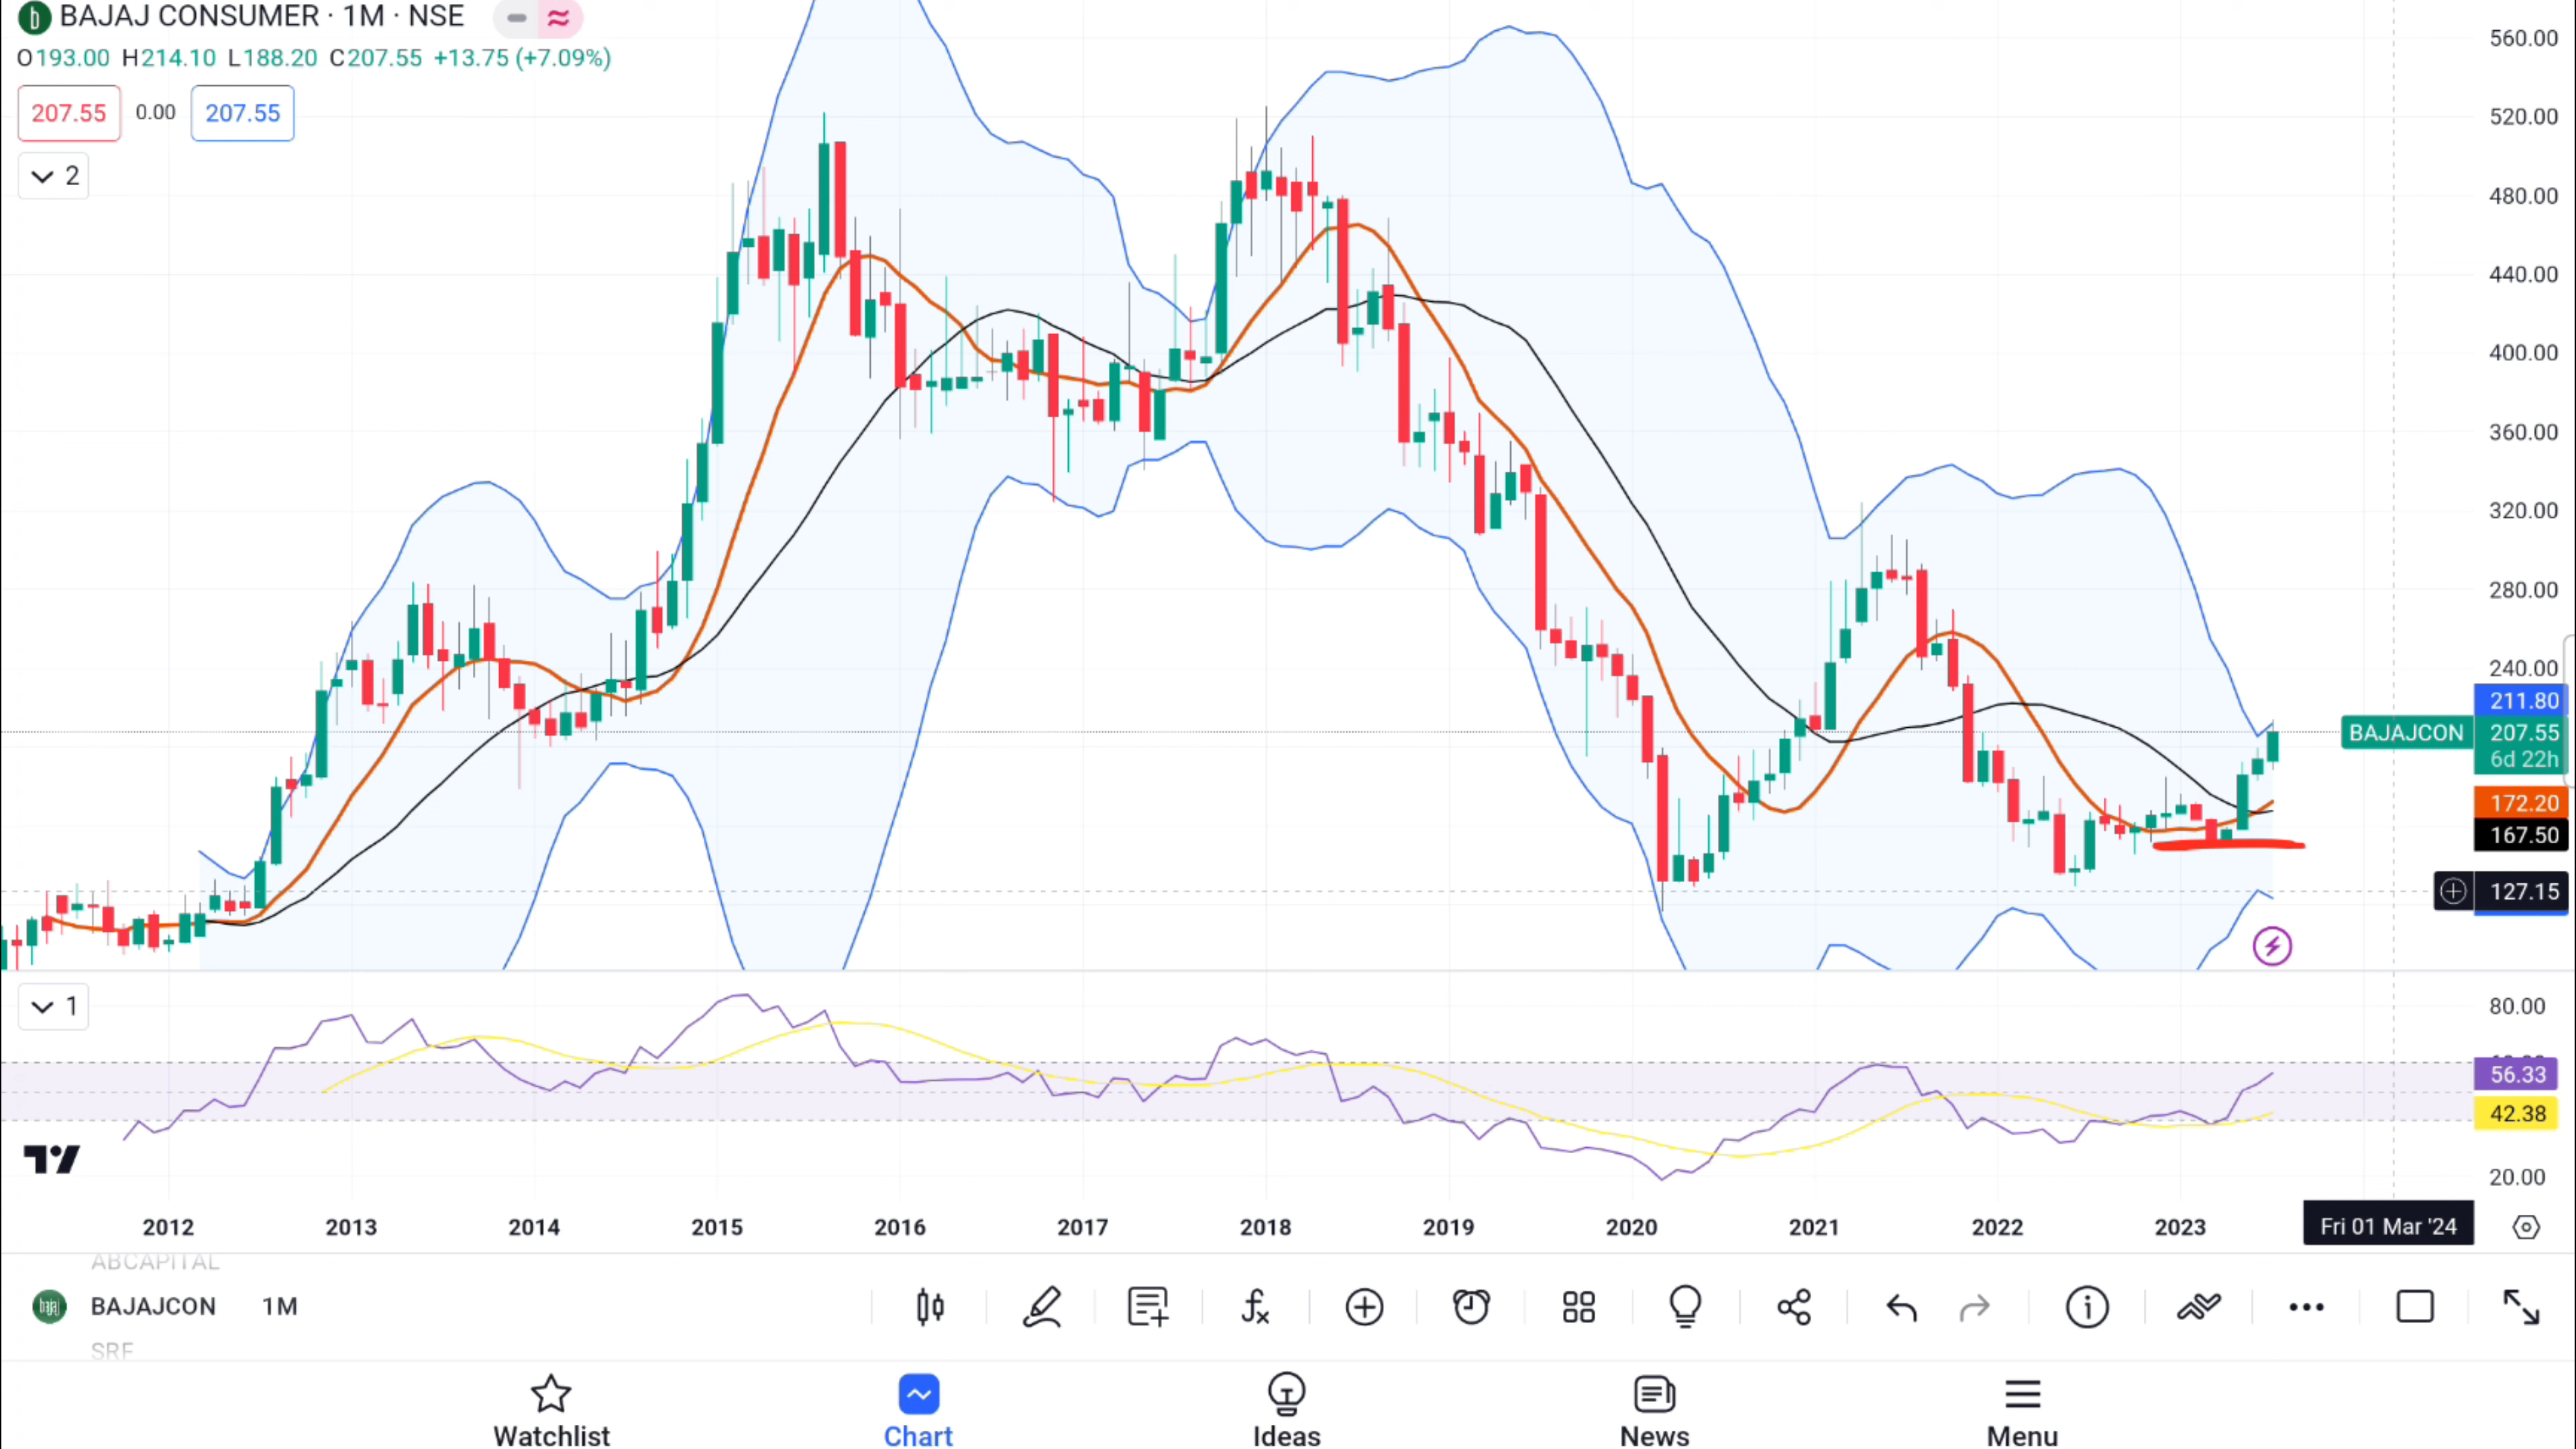 BAJAJ CONSUMER · 1M · NSE
O193.00 H214.10 L188.20 C207.55 +13.75 (+7.09%)
207.55 0.00 207.55
2
560.00
520.00
480.00
440.00
400.00
360.00
320.00
280.00
240.00
211.80
BAJAJCON 207.55
6d 22h
172.20
167.50
127.15
1
80.00
56.33
42.38
20.00
2012 2013 2014 2015 2016 2017 2018 2019 2020 2021 2022 2023 Fri 01 Mar '24
ABCAPITAL
bajaj BAJAJCON 1M
SRF
Watchlist Chart Ideas News Menu